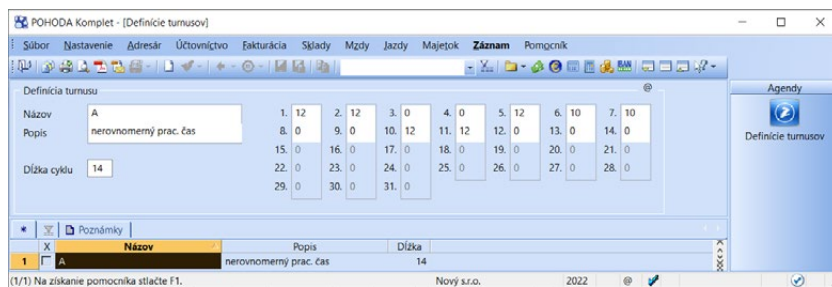 POHODA Komplet - [Definície turnusov]
Súbor Nastavenie Adresár Účtovníctvo Fakturácia Sklady Mzdy Jazdy Majetok Záznam Pomocník
Definícia turnusu @ Agendy
Názov A 1. 12 2. 12 3. 0 4. 0 5. 12 6. 10 7. 10
Popis nerovnomerný prac. čas 8. 0 9. 0 10. 12 11. 12 12. 0 13. 0 14. 0 Definície turnusov
15. 0 16. 0 17. 0 18. 0 19. 0 20. 0 21. 0
Dĺžka cyklu 14 22. 0 23. 0 24. 0 25. 0 26. 0 27. 0 28. 0
29. 0 30. 0 31. 0
* Poznámky
X Názov Popis Dĺžka
1 A nerovnomerný prac. čas 14
(1/1) Na získanie pomocníka stlačte F1. Nový s.r.o. 2022 @